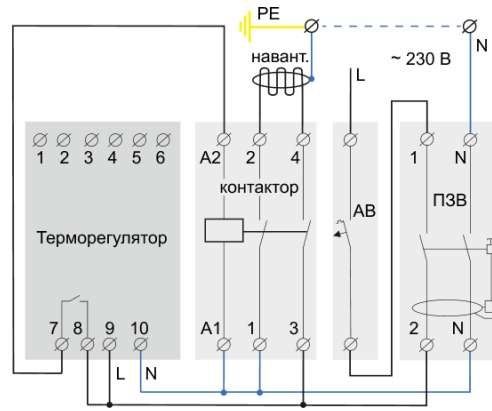 PE
N
навант.
~ 230 В
L
1 2 3 4 5 6
A2 2 4
1 N
контактор
АВ
ПЗВ
Терморегулятор
7 8 9 10
A1 1 3
2 N
L N